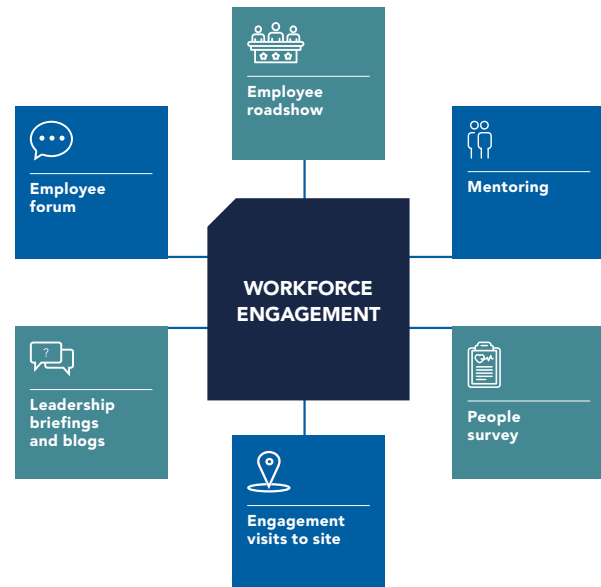 Employee
roadshow
Employee
forum
Mentoring
WORKFORCE
ENGAGEMENT
?
Leadership
briefings
and blogs
People
survey
Engagement
visits to site